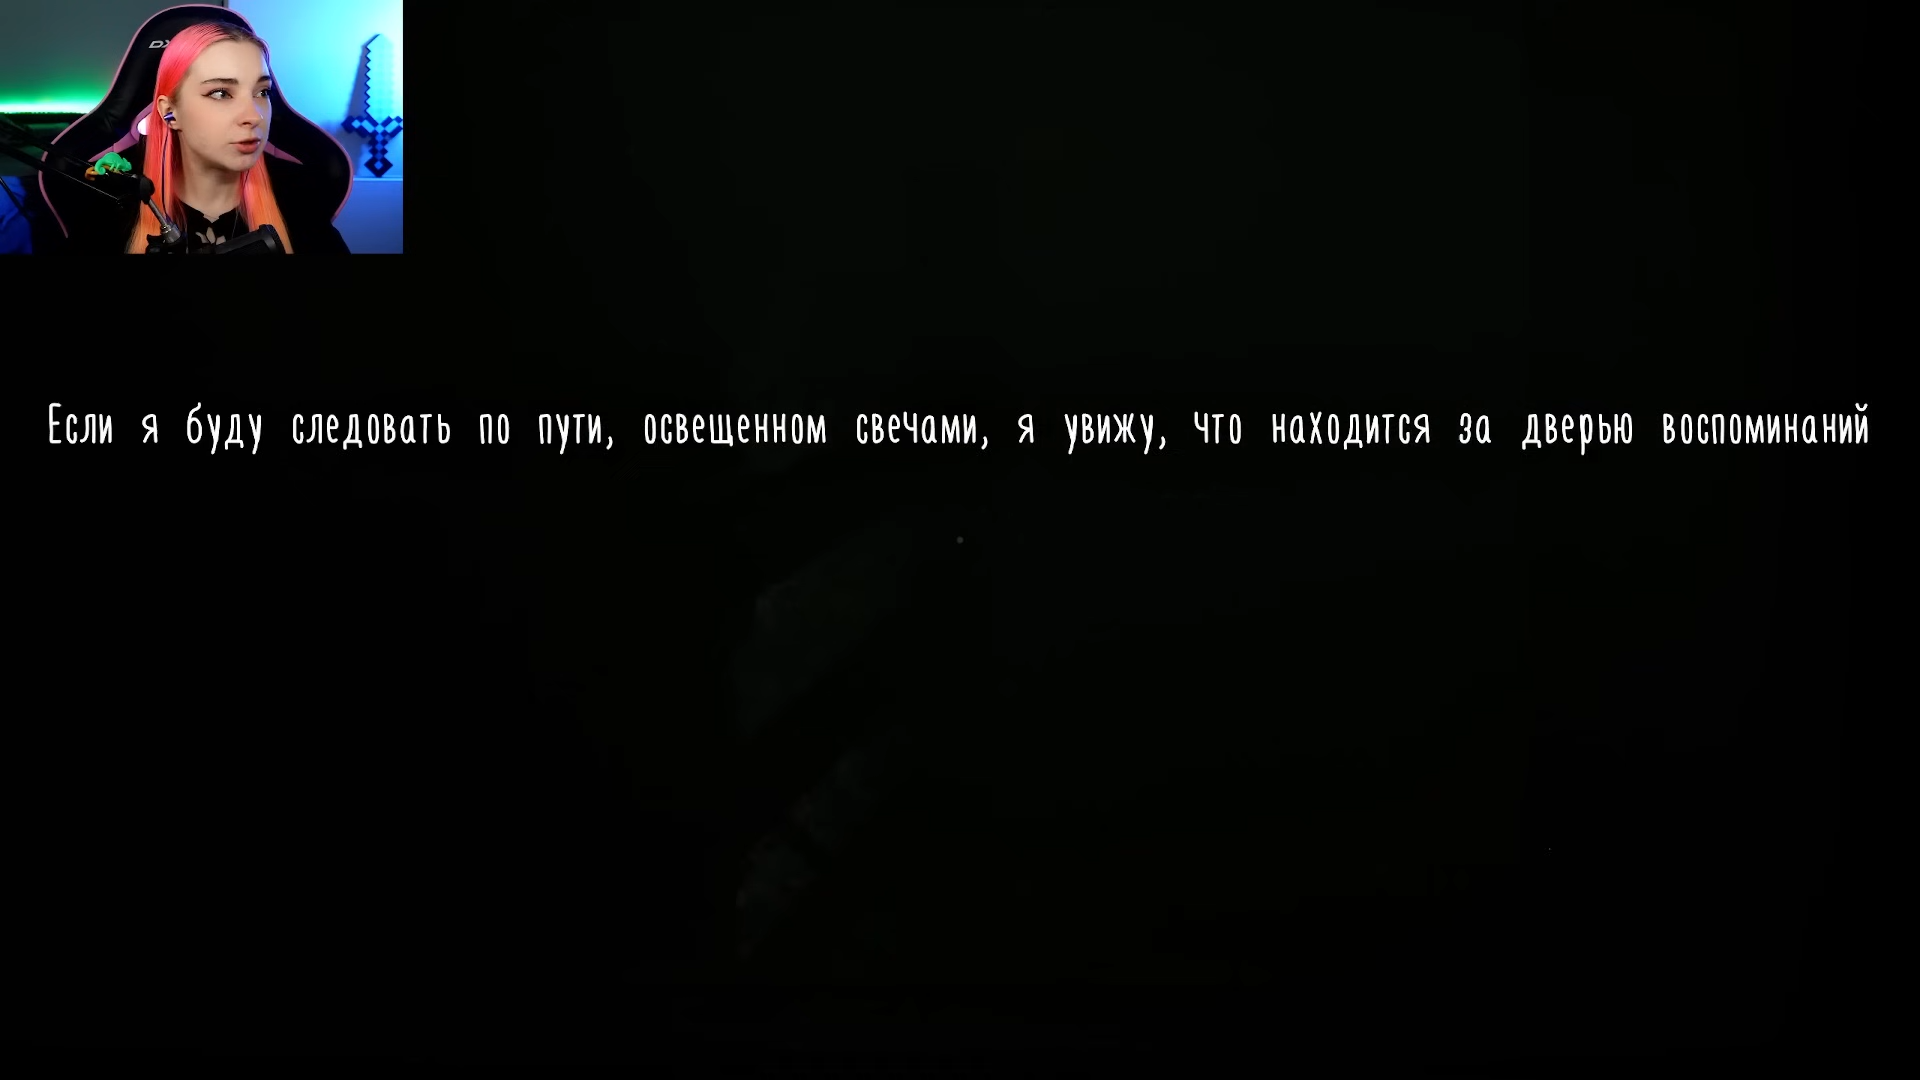 Если я буду следовать по пути, освещенном свечами, я увижу, что находится за дверью воспоминаний